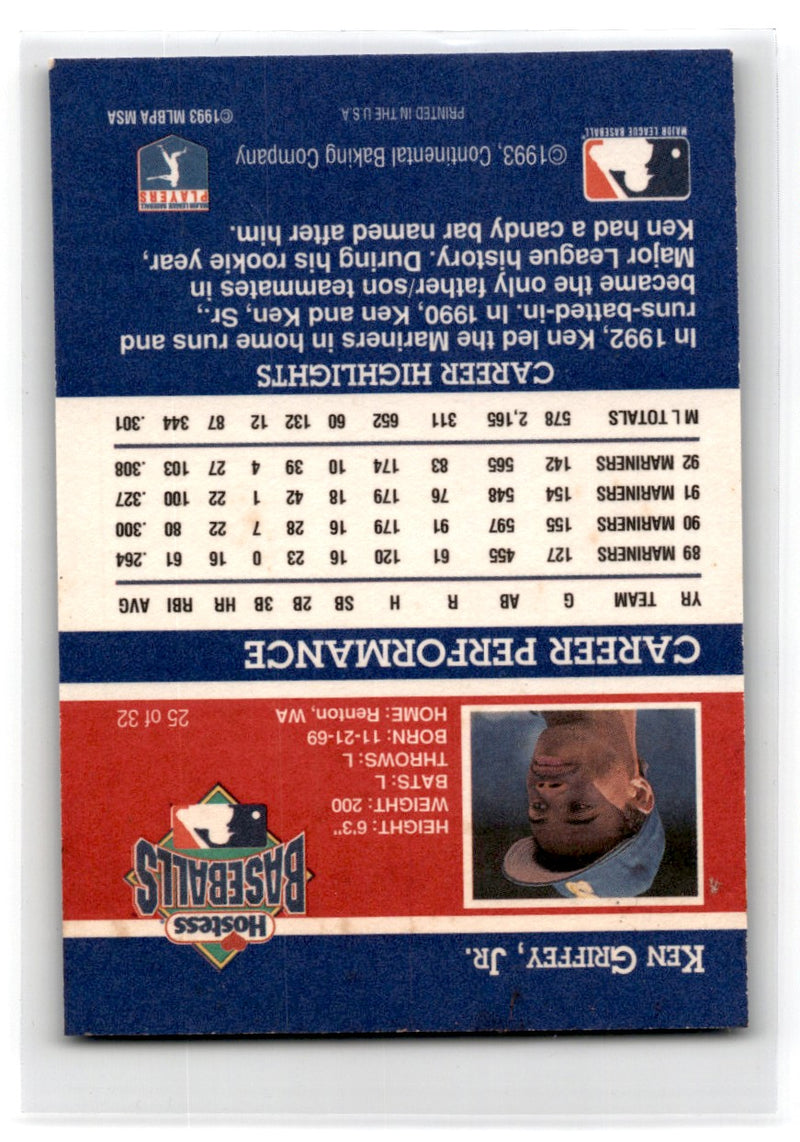 KEN GRIFFEY, JR.
Hostess
BASEBALLS
25 of 32
HEIGHT: 6'3"
WEIGHT: 200
BATS: L
THROWS: L
BORN: 11-21-69
HOME: Renton, WA
CAREER PERFORMANCE
YR TEAM G AB R H SB 2B 3B HR RBI AVG
89 MARINERS 127 455 61 120 16 23 0 16 61 .264
90 MARINERS 155 597 91 179 16 28 7 22 80 .300
91 MARINERS 154 548 76 179 18 42 1 22 100 .327
92 MARINERS 142 565 83 174 10 39 4 27 103 .308
M L TOTALS 578 2,165 311 652 60 132 12 87 344 .301
CAREER HIGHLIGHTS
In 1992, Ken led the Mariners in home runs and
runs-batted-in. In 1990, Ken and Ken, Sr.,
became the only father/son teammates in
Major League history. During his rookie year,
Ken had a candy bar named after him.
MAJOR LEAGUE BASEBALL
©1993, Continental Baking Company
MAJOR LEAGUE BASEBALL
PLAYERS
PRINTED IN THE U.S.A
©1993 MLBPA MSA